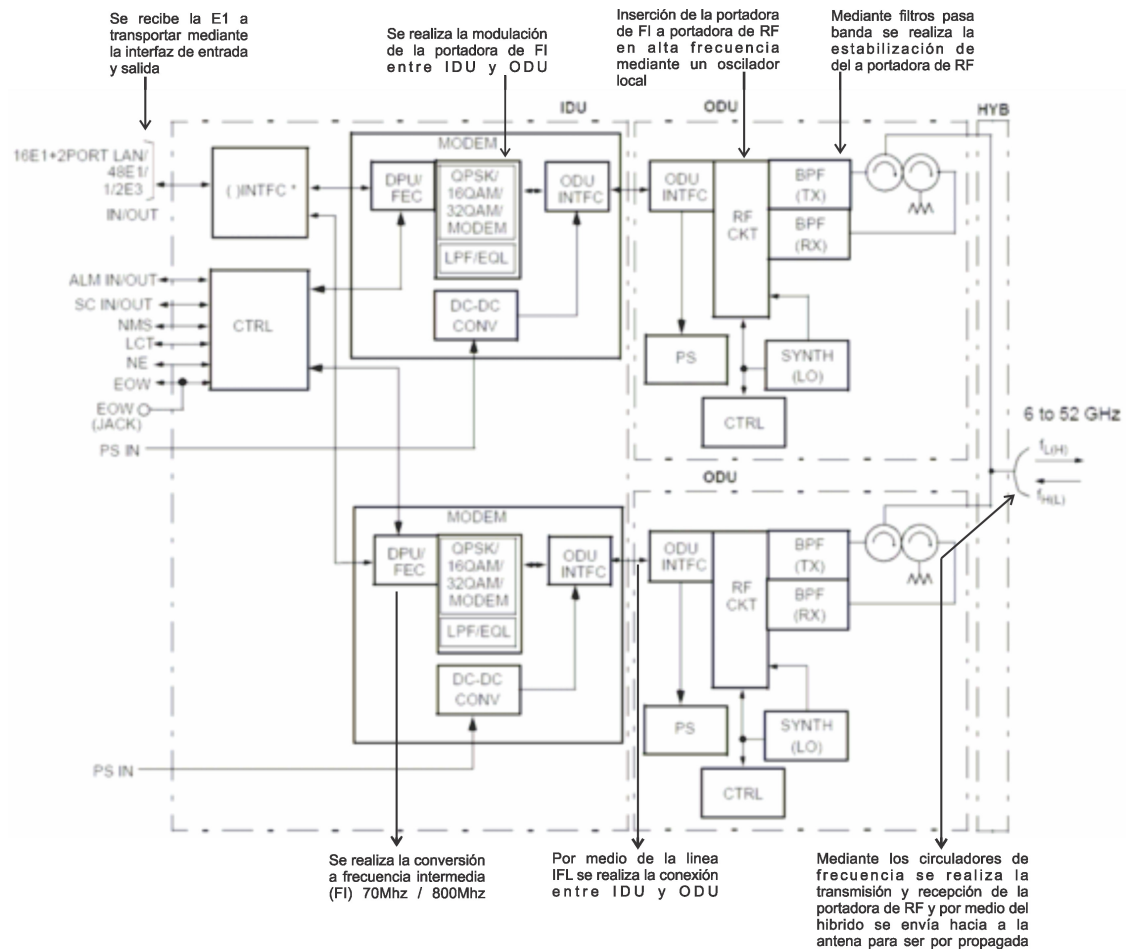 Se recibe la E1 a
transportar mediante
la interfaz de entrada
y salida
Se realiza la modulación
de la portadora de FI
entre IDU y ODU
Inserción de la portadora
de FI a portadora de RF
en alta frecuencia
mediante un oscilador
local
Mediante filtros pasa
banda se realiza la
estabilización de
del a portadora de RF
IDU
ODU
HYB
16E1+2PORT LAN/
48E1/
1/2E3
IN/OUT
( )INTFC *
MODEM
DPU/
FEC
QPSK/
16QAM/
32QAM/
MODEM
LPF/EQL
ODU
INTFC
DC-DC
CONV
ODU
INTFC
RF
CKT
BPF
(TX)
BPF
(RX)
PS
SYNTH
(LO)
CTRL
ALM IN/OUT
SC IN/OUT
NMS
LCT
NE
EOW
EOW
(JACK)
PS IN
CTRL
6 to 52 GHz
fL(H)
fH(L)
ODU
MODEM
DPU/
FEC
QPSK/
16QAM/
32QAM/
MODEM
LPF/EQL
ODU
INTFC
DC-DC
CONV
ODU
INTFC
RF
CKT
BPF
(TX)
BPF
(RX)
PS
SYNTH
(LO)
CTRL
PS IN
Se realiza la conversión
a frecuencia intermedia
(FI) 70Mhz / 800Mhz
Por medio de la linea
IFL se realiza la conexión
entre IDU y ODU
Mediante los circuladores de
frecuencia se realiza la
transmisión y recepción de la
portadora de RF y por medio del
hibrido se envía hacia a la
antena para ser por propagada